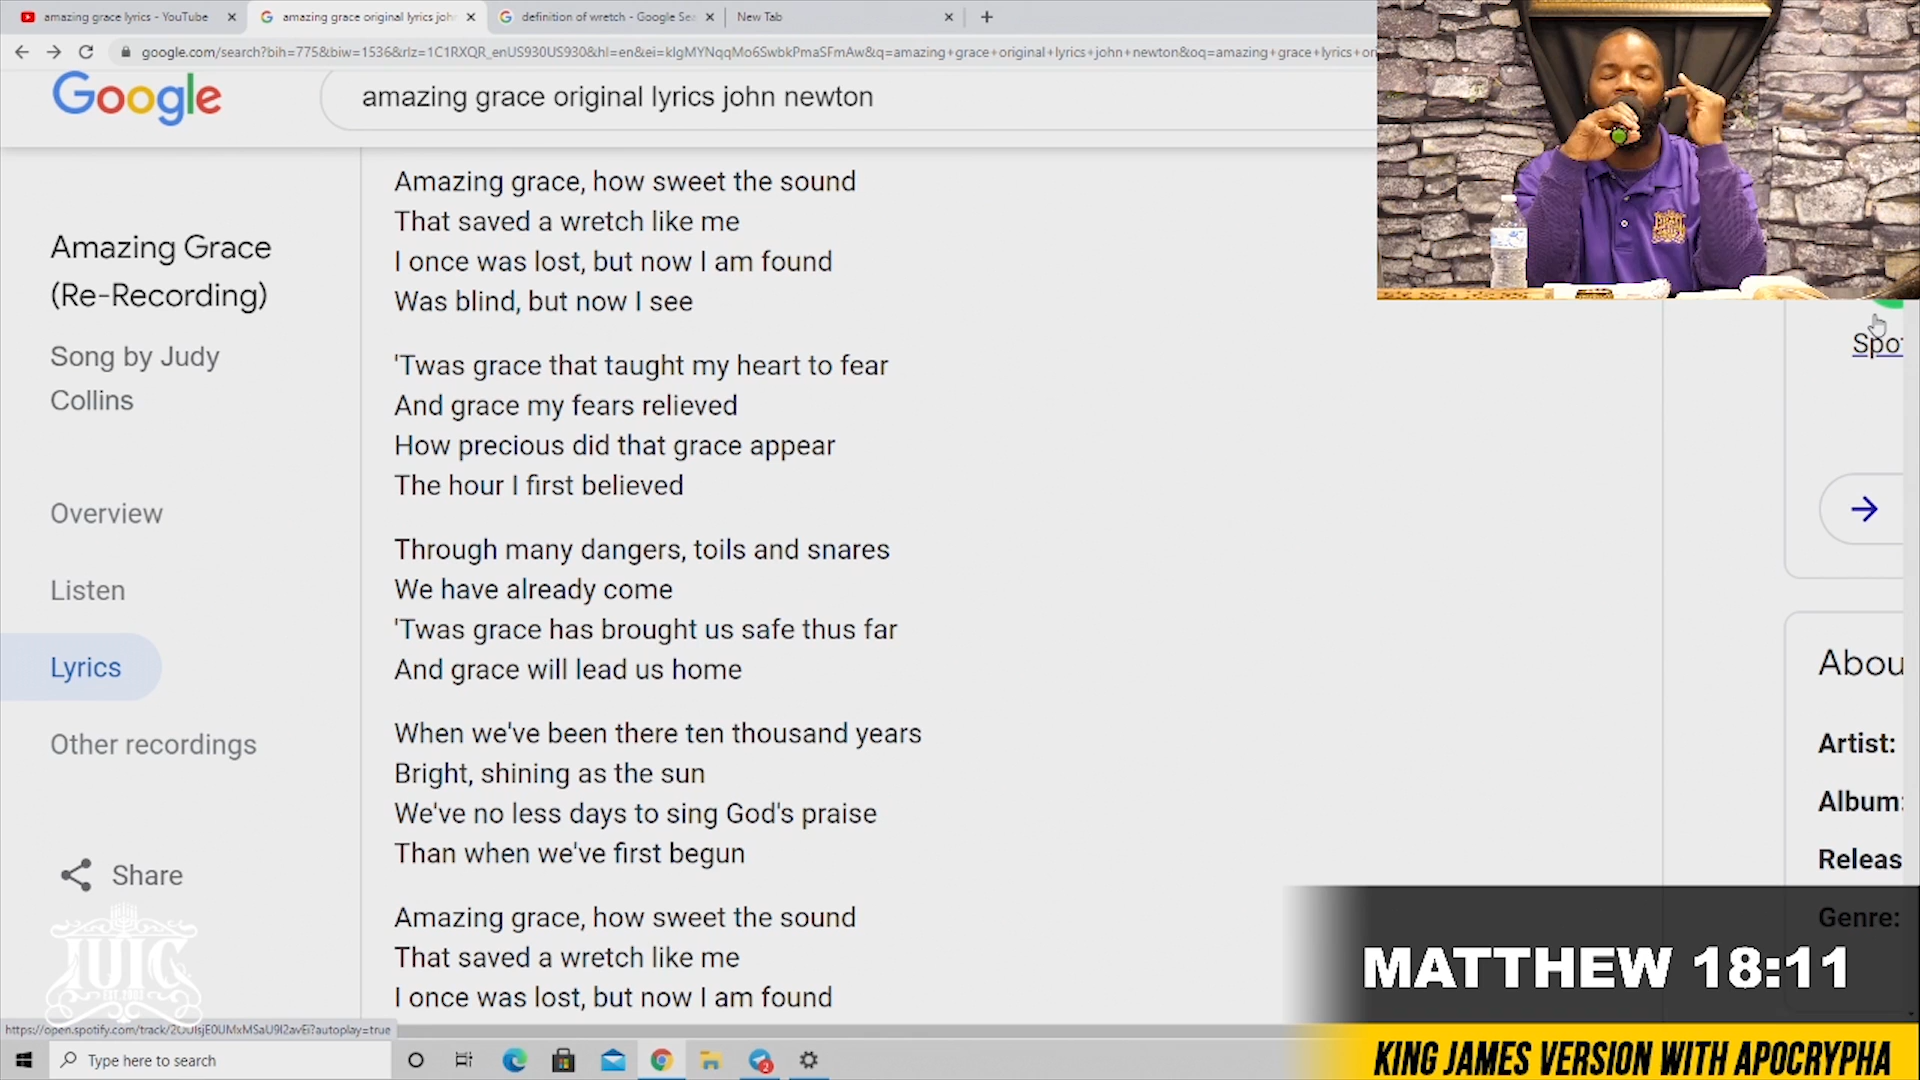 amazing grace lyrics - YouTube
amazing grace original lyrics john
definition of wretch - Google Sea
New Tab
google.com/search?bih=775&biw=1536&rlz=1C1RXQR_enUS930US930&hl=en&ei=kIgMYNqqMo6SwbkPmaSFmAw&q=amazing+grace+original+lyrics+john+newton&oq=amazing+grace+lyrics+or
Google
amazing grace original lyrics john newton
Amazing Grace
(Re-Recording)
Song by Judy
Collins
Overview
Listen
Lyrics
Other recordings
Share
Amazing grace, how sweet the sound
That saved a wretch like me
I once was lost, but now I am found
Was blind, but now I see
'Twas grace that taught my heart to fear
And grace my fears relieved
How precious did that grace appear
The hour I first believed
Through many dangers, toils and snares
We have already come
'Twas grace has brought us safe thus far
And grace will lead us home
When we've been there ten thousand years
Bright, shining as the sun
We've no less days to sing God's praise
Than when we've first begun
Amazing grace, how sweet the sound
That saved a wretch like me
I once was lost, but now I am found
Spo
Abou
Artist:
Album:
Releas
Genre:
IUIC
EST. 2003
MATTHEW 18:11
KING JAMES VERSION WITH APOCRYPHA
Type here to search
2